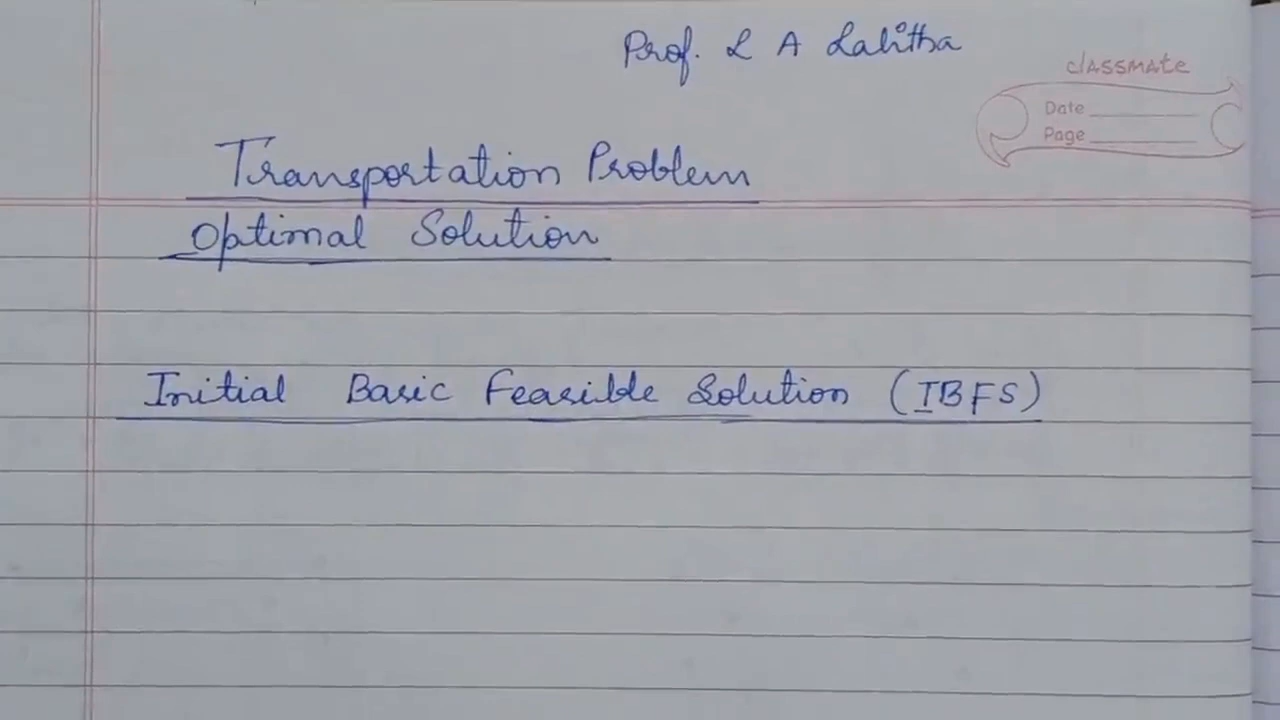 Prof. L A Lalitha
classmate
Date
Page
Transportation Problem
Optimal Solution
Initial Basic Feasible Solution (IBFS)